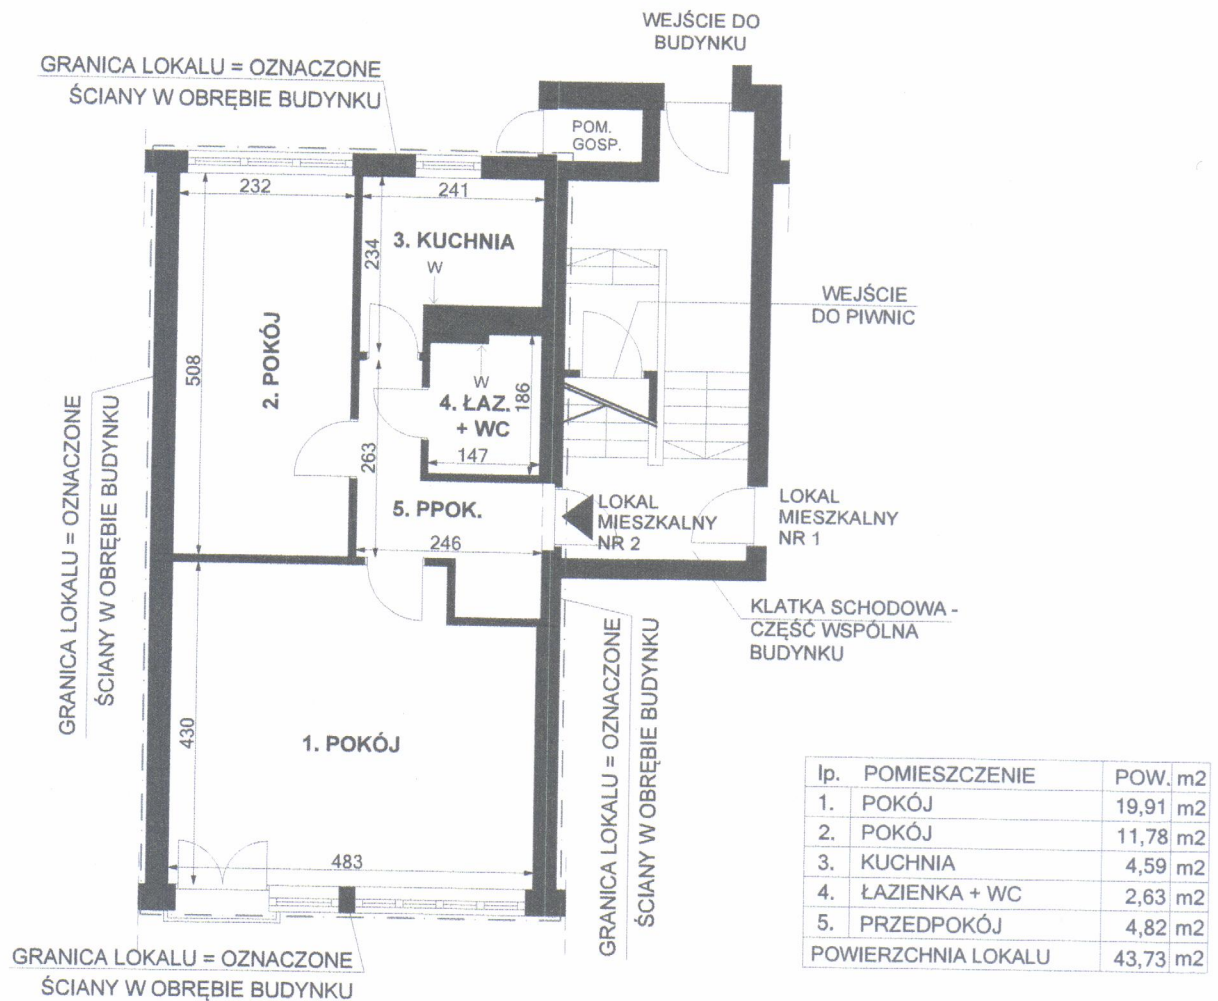 WEJŚCIE DO
BUDYNKU
GRANICA LOKALU = OZNACZONE
ŚCIANY W OBRĘBIE BUDYNKU
POM.
GOSP.
232
241
3. KUCHNIA
234
W
WEJŚCIE
DO PIWNIC
508
2. POKÓJ
W
4. ŁAZ.
+ WC
186
147
263
GRANICA LOKALU = OZNACZONE
ŚCIANY W OBRĘBIE BUDYNKU
5. PPOK.
246
LOKAL
MIESZKALNY
NR 2
LOKAL
MIESZKALNY
NR 1
KLATKA SCHODOWA -
CZĘŚĆ WSPÓLNA
BUDYNKU
GRANICA LOKALU = OZNACZONE
ŚCIANY W OBRĘBIE BUDYNKU
430
1. POKÓJ
483
lp. POMIESZCZENIE POW. m2
1. POKÓJ 19,91 m2
2. POKÓJ 11,78 m2
3. KUCHNIA 4,59 m2
4. ŁAZIENKA + WC 2,63 m2
5. PRZEDPOKÓJ 4,82 m2
POWIERZCHNIA LOKALU 43,73 m2
GRANICA LOKALU = OZNACZONE
ŚCIANY W OBRĘBIE BUDYNKU